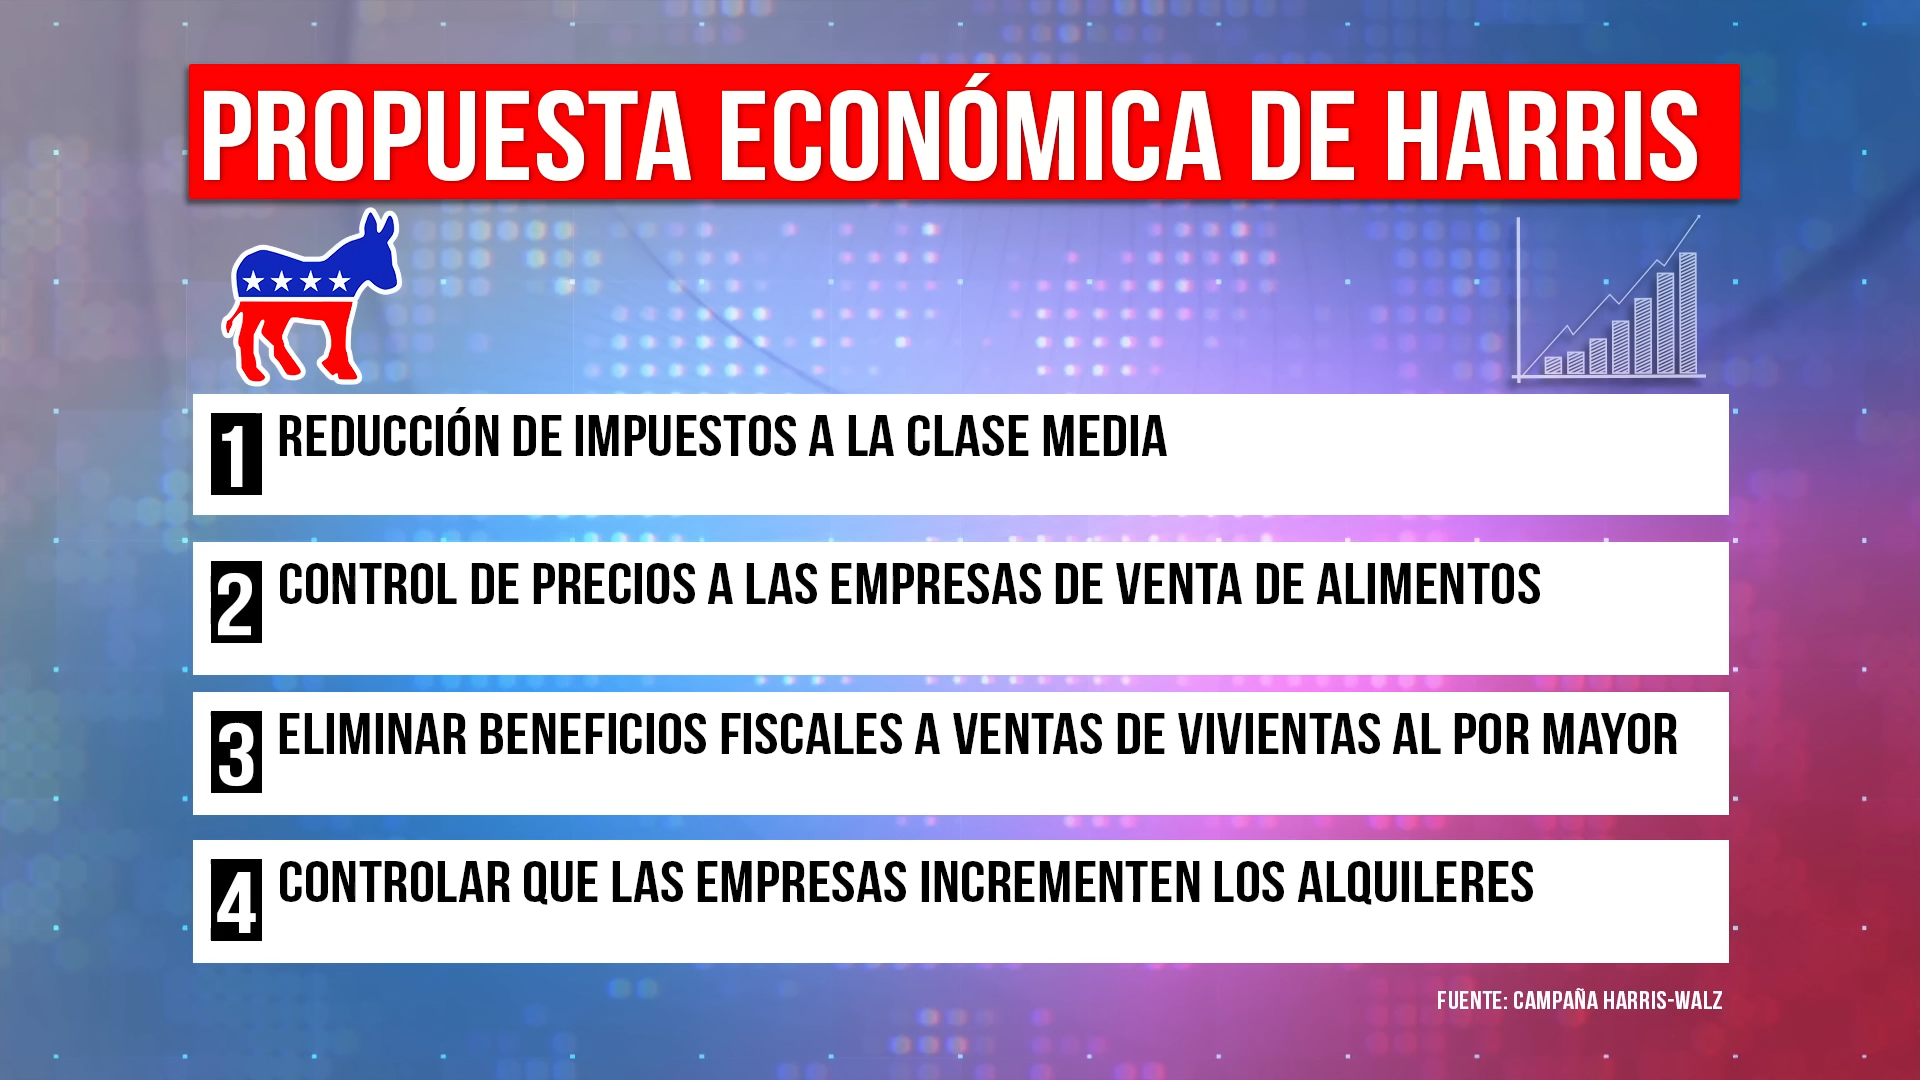 PROPUESTA ECONÓMICA DE HARRIS
1 REDUCCIÓN DE IMPUESTOS A LA CLASE MEDIA
2 CONTROL DE PRECIOS A LAS EMPRESAS DE VENTA DE ALIMENTOS
3 ELIMINAR BENEFICIOS FISCALES A VENTAS DE VIVIENTAS AL POR MAYOR
4 CONTROLAR QUE LAS EMPRESAS INCREMENTEN LOS ALQUILERES
FUENTE: CAMPAÑA HARRIS-WALZ